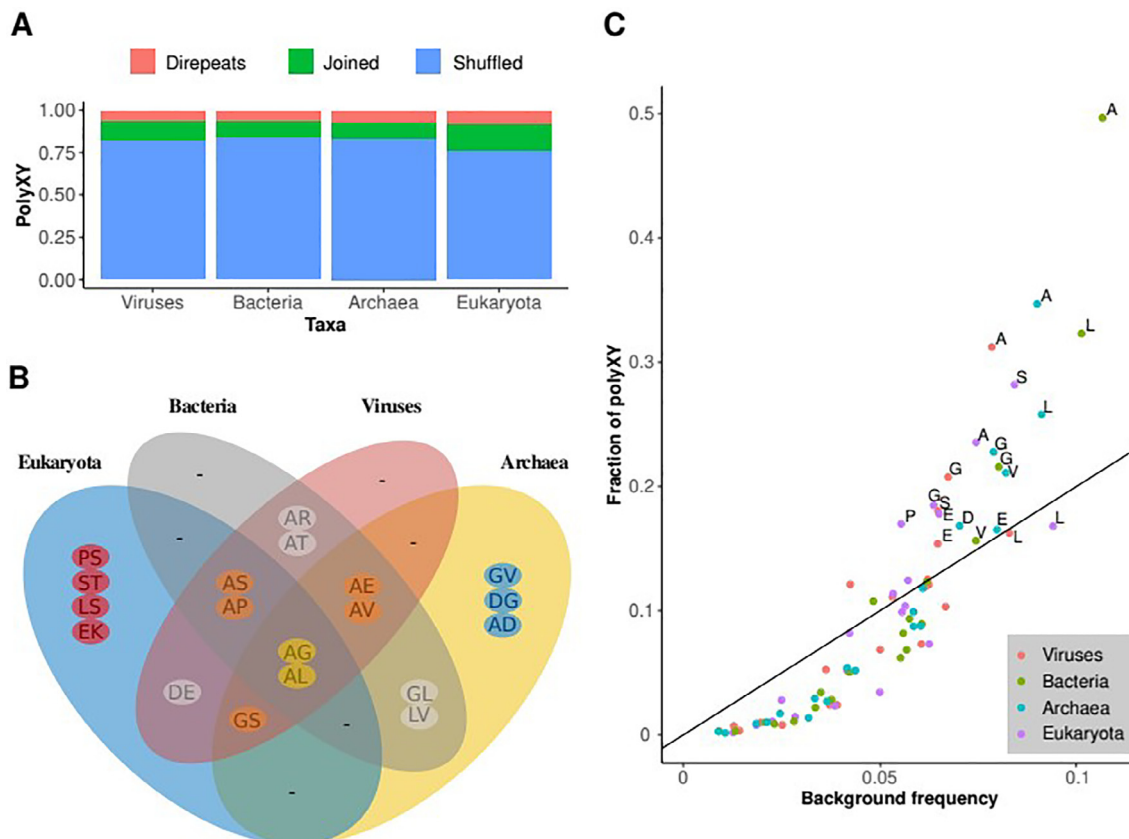 A
Direpeats
Joined
Shuffled
1.00
0.75
0.50
0.25
0.00
PolyXY
Viruses
Bacteria
Archaea
Eukaryota
Taxa
B
Bacteria
Viruses
Eukaryota
Archaea
-
-
-
-
AR
AT
PS
ST
LS
EK
AS
AP
AE
AV
GV
DG
AD
AG
AL
DE
GL
LV
GS
-
-
C
0.5
0.4
0.3
0.2
0.1
0
Fraction of polyXY
A
A
L
A
S
L
A
G
G
V
G
G
S
E
P
D
E
L
V
L
E
Viruses
Bacteria
Archaea
Eukaryota
0
0.05
0.1
Background frequency